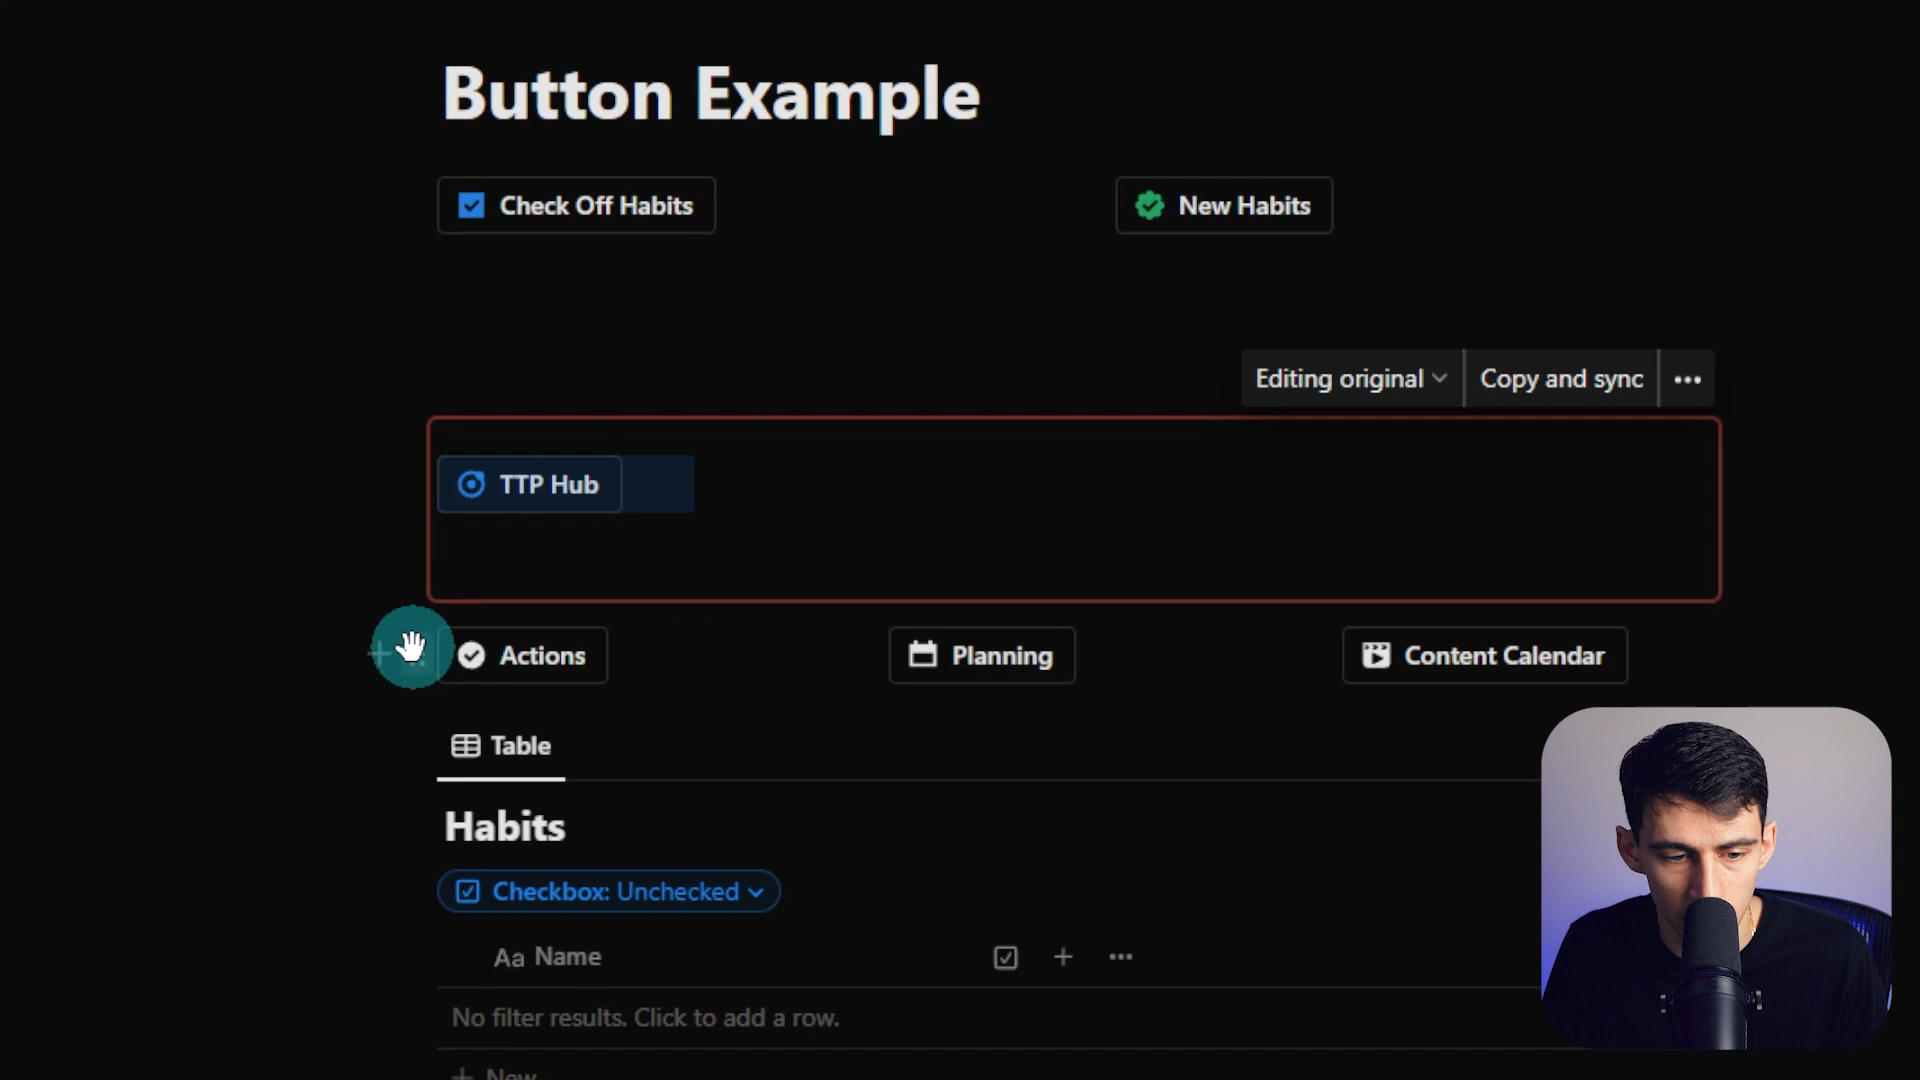 Button Example
Check Off Habits
New Habits
Editing original
Copy and sync
TTP Hub
Actions
Planning
Content Calendar
Table
Habits
Checkbox: Unchecked
Aa Name
No filter results. Click to add a row.
New